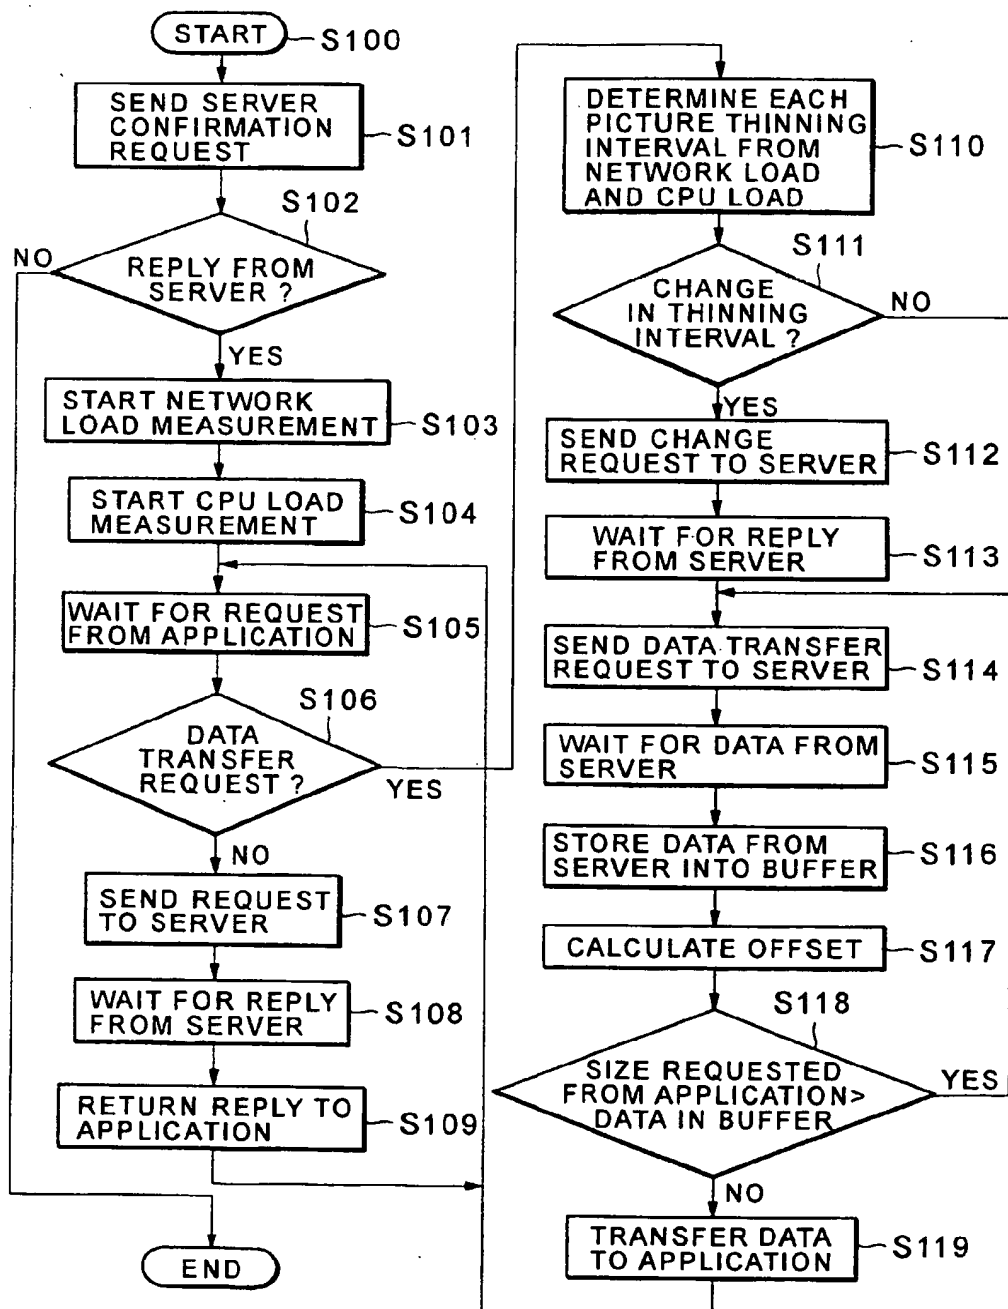 START
S100
SEND SERVER
CONFIRMATION
REQUEST
S101
S102
NO
REPLY FROM
SERVER ?
YES
START NETWORK
LOAD MEASUREMENT
S103
START CPU LOAD
MEASUREMENT
S104
WAIT FOR REQUEST
FROM APPLICATION
S105
S106
DATA
TRANSFER
REQUEST ?
YES
NO
SEND REQUEST
TO SERVER
S107
WAIT FOR REPLY
FROM SERVER
S108
RETURN REPLY TO
APPLICATION
S109
END
DETERMINE EACH
PICTURE THINNING
INTERVAL FROM
NETWORK LOAD
AND CPU LOAD
S110
S111
CHANGE
IN THINNING
INTERVAL ?
NO
YES
SEND CHANGE
REQUEST TO SERVER
S112
WAIT FOR REPLY
FROM SERVER
S113
SEND DATA TRANSFER
REQUEST TO SERVER
S114
WAIT FOR DATA FROM
SERVER
S115
STORE DATA FROM
SERVER INTO BUFFER
S116
CALCULATE OFFSET
S117
S118
SIZE REQUESTED
FROM APPLICATION>
DATA IN BUFFER
YES
NO
TRANSFER DATA
TO APPLICATION
S119